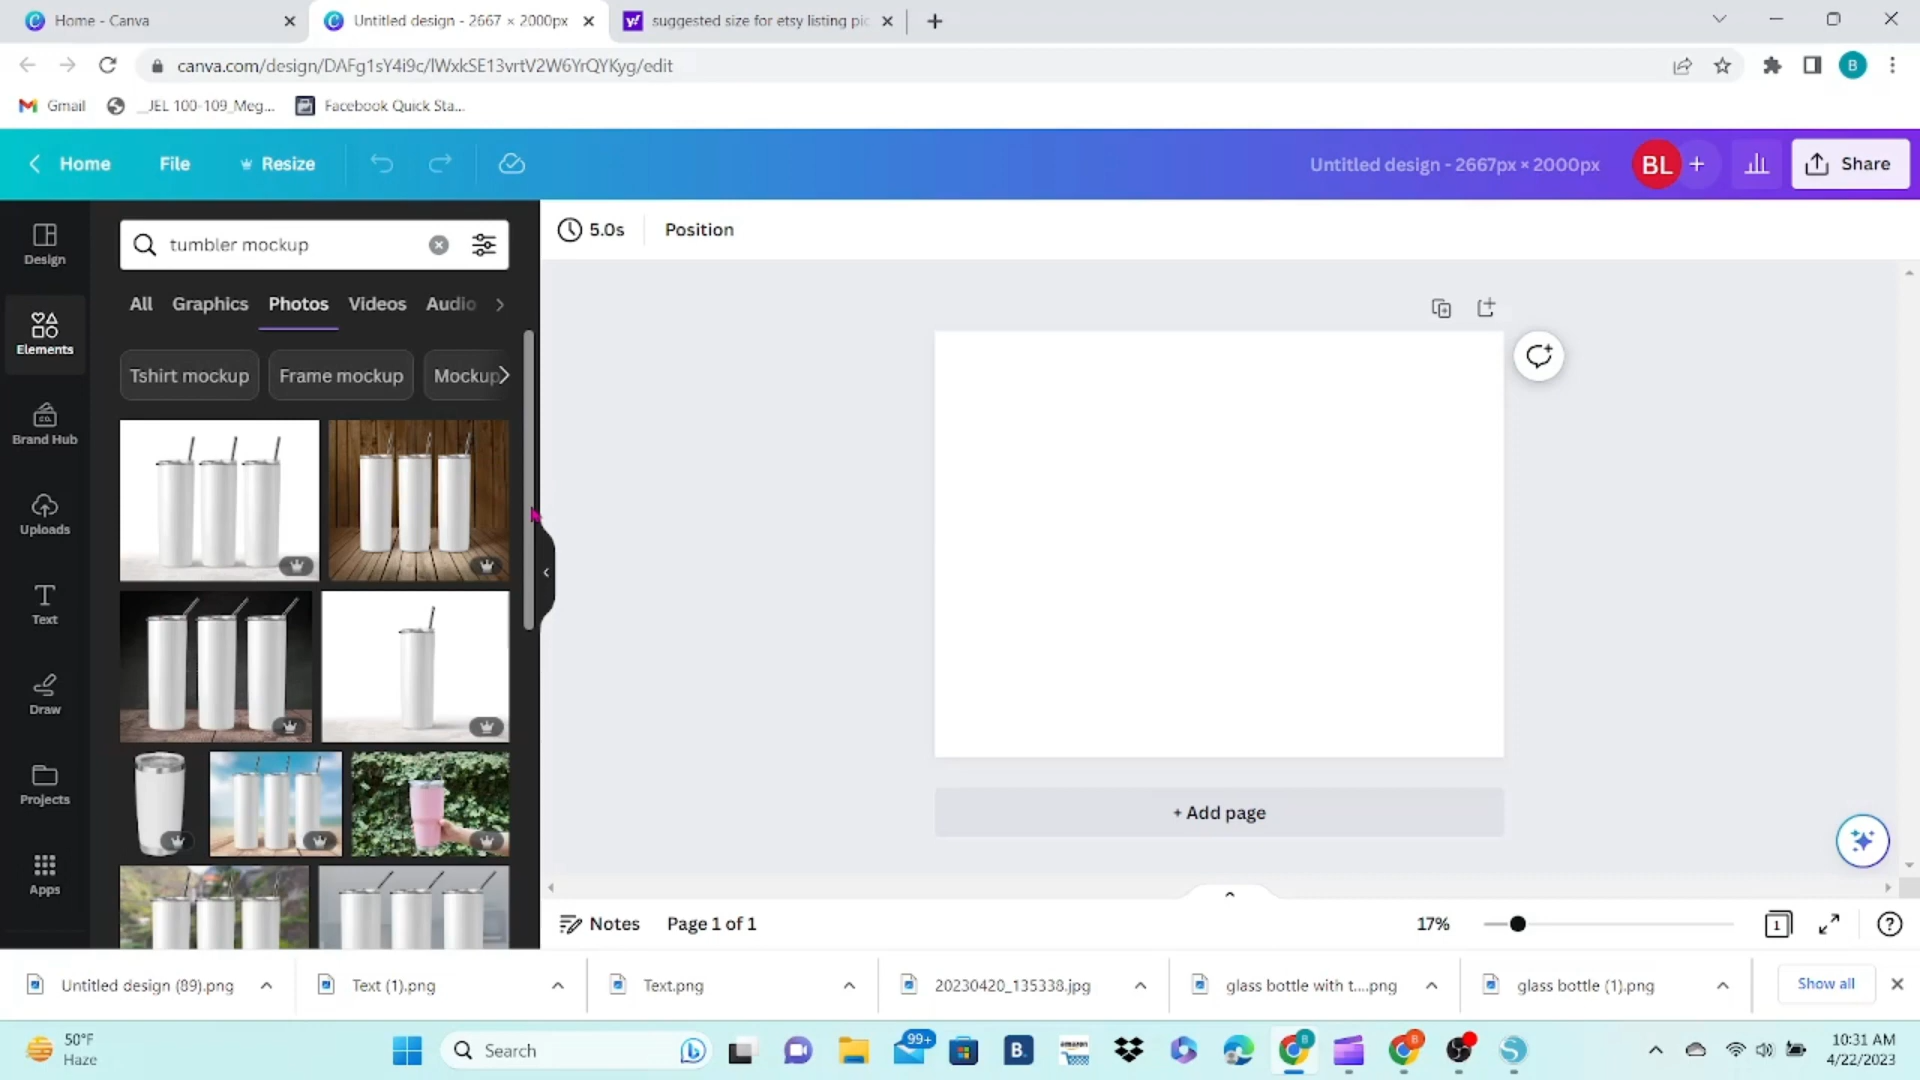 Home - Canva
Untitled design - 2667 × 2000px
suggested size for etsy listing pic
canva.com/design/DAFg1sY4i9c/lWxkSE13vrtV2W6YrQYKyg/edit
B
Gmail
_JEL 100-109_Meg...
Facebook Quick Sta...
Home
File
Resize
Untitled design - 2667px × 2000px
BL
+
Share
Design
Elements
Brand Hub
Uploads
Text
Draw
Projects
Apps
tumbler mockup
All
Graphics
Photos
Videos
Audio
Tshirt mockup
Frame mockup
Mockup
5.0s
Position
+ Add page
Notes
Page 1 of 1
17%
1
Untitled design (89).png
Text (1).png
Text.png
20230420_135338.jpg
glass bottle with t....png
glass bottle (1).png
Show all
50°F
Haze
Search
99+
B.
amazon
10:31 AM
4/22/2023